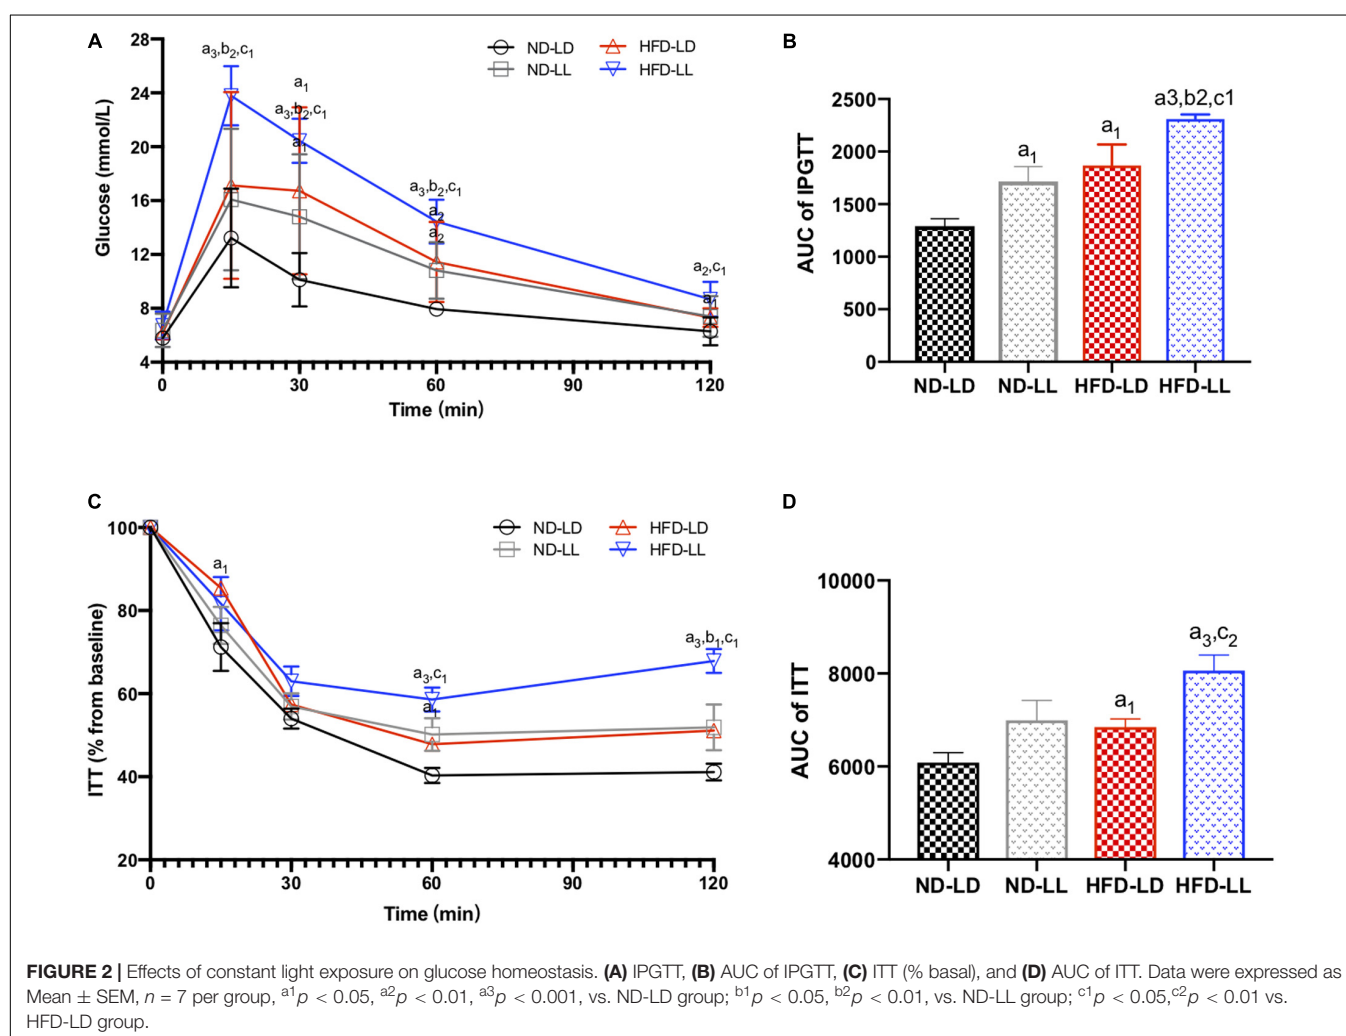 A
28
24
20
16
12
8
4
Glucose (mmol/L)
a3,b2,c1
a1
a3,b2,c1
a1
a3,b2,c1
a2
a2
a2,c1
a1
ND-LD
HFD-LD
ND-LL
HFD-LL
0 30 60 90 120
Time (min)
B
2500
2000
1500
1000
500
0
AUC of IPGTT
a1
a1
a3,b2,c1
ND-LD ND-LL HFD-LD HFD-LL
C
100
80
60
40
20
ITT (% from baseline)
a1
a3,c1
a
a3,b1,c1
ND-LD
HFD-LD
ND-LL
HFD-LL
0 30 60 90 120
Time (min)
D
10000
8000
6000
4000
AUC of ITT
a1
a3,c2
ND-LD ND-LL HFD-LD HFD-LL
FIGURE 2 | Effects of constant light exposure on glucose homeostasis. (A) IPGTT, (B) AUC of IPGTT, (C) ITT (% basal), and (D) AUC of ITT. Data were expressed as
Mean ± SEM, n = 7 per group, a1p < 0.05, a2p < 0.01, a3p < 0.001, vs. ND-LD group; b1p < 0.05, b2p < 0.01, vs. ND-LL group; c1p < 0.05,c2p < 0.01 vs.
HFD-LD group.